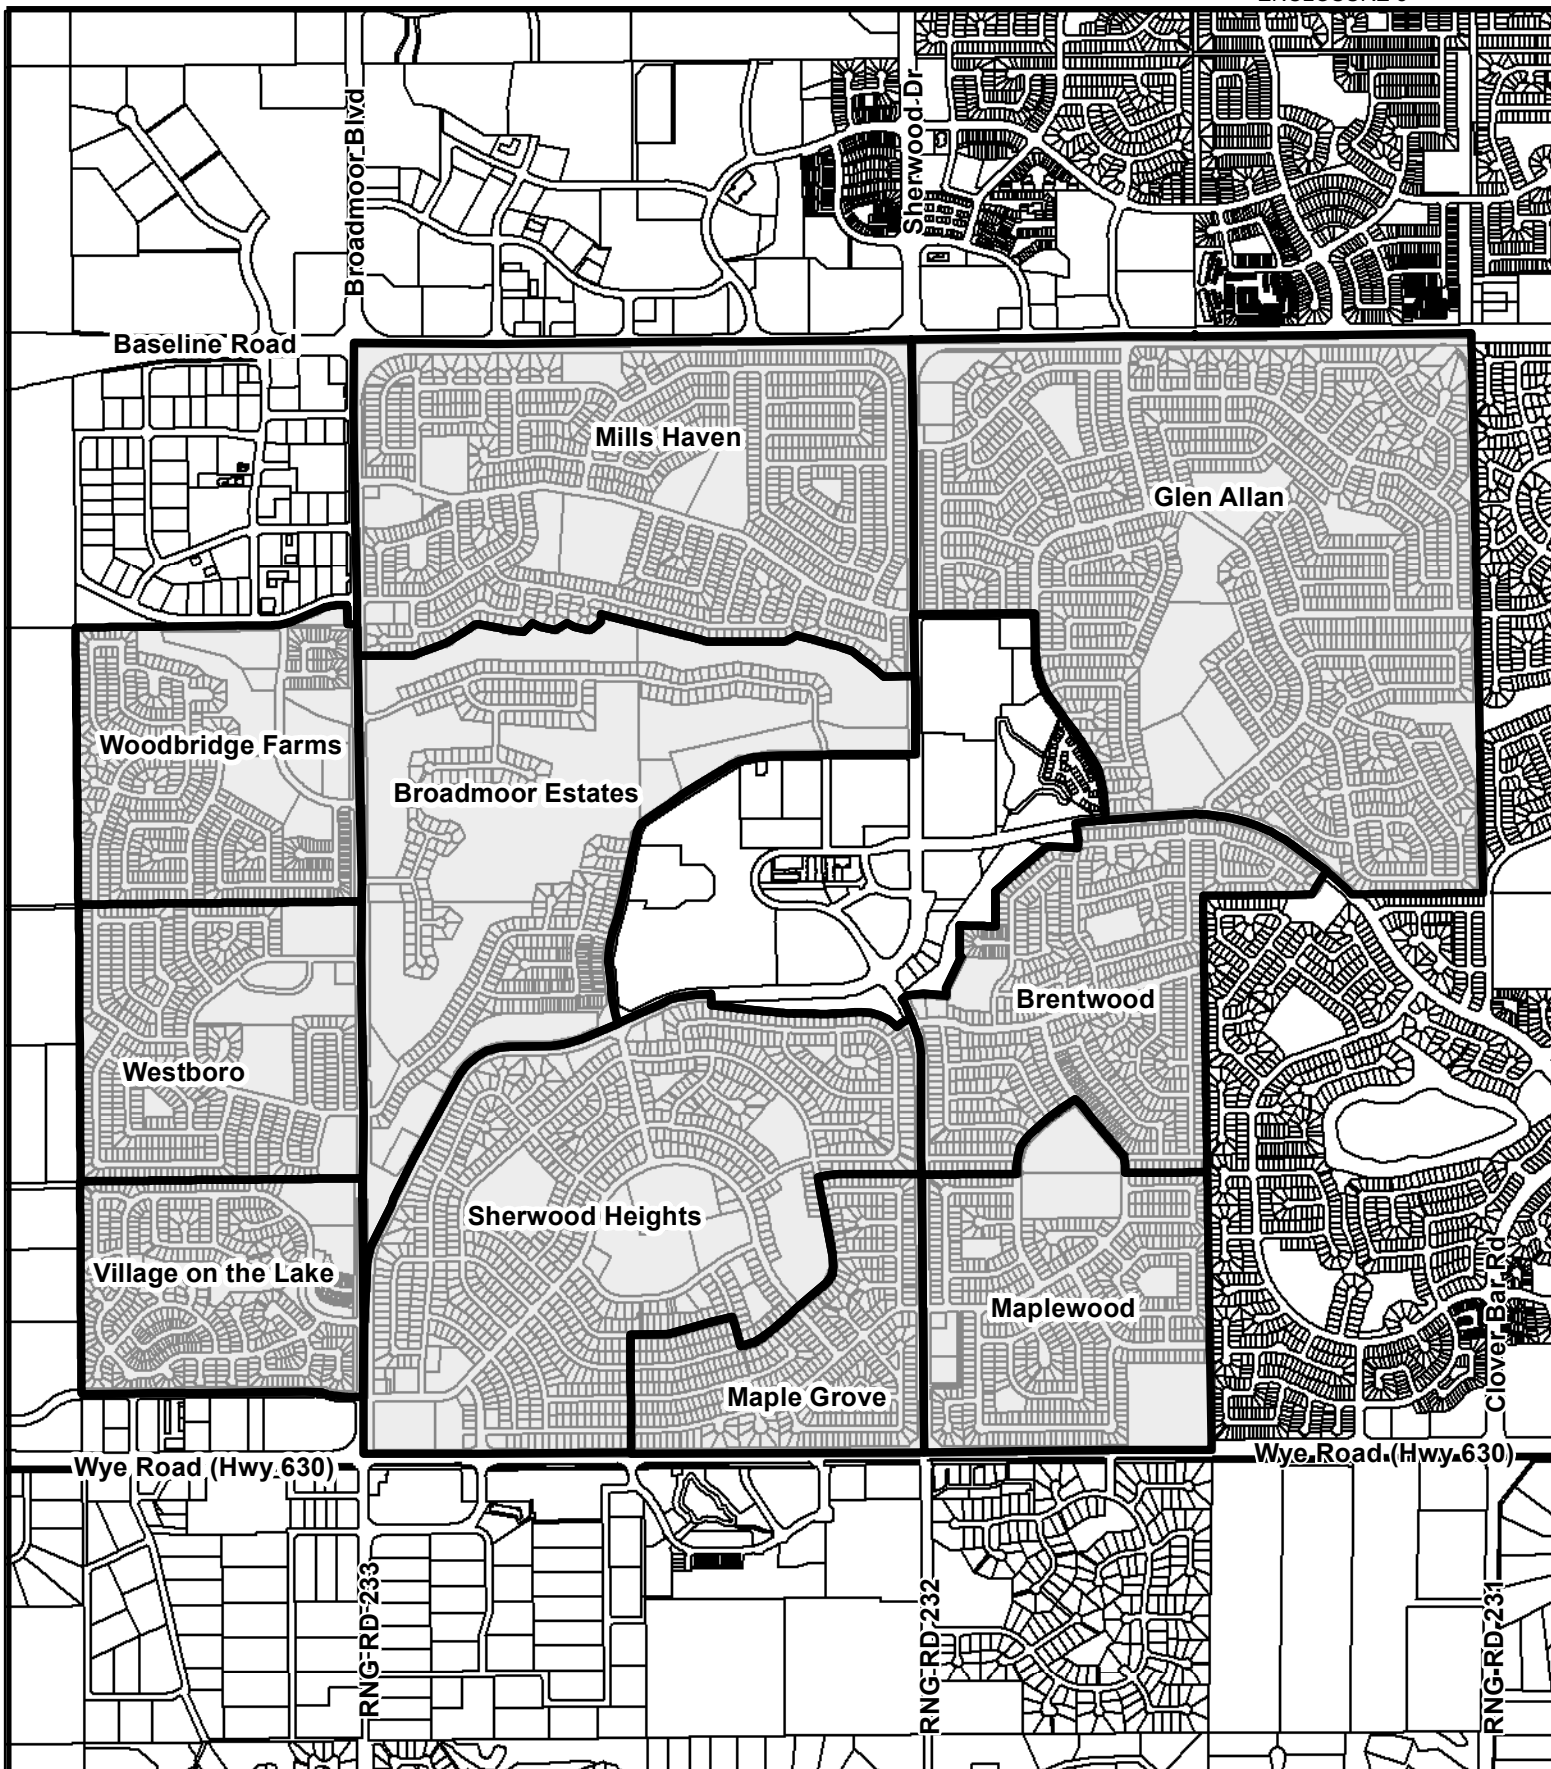 Sherwood Dr
Broadmoor Blvd
Baseline Road
Mills Haven
Glen Allan
Woodbridge Farms
Broadmoor Estates
Brentwood
Westboro
Sherwood Heights
Village on the Lake
Maplewood
Clover Bar Rd
Maple Grove
Wye Road (Hwy 630)
Wye Road (Hwy 630)
RNG RD 233
RNG RD 232
RNG RD 231